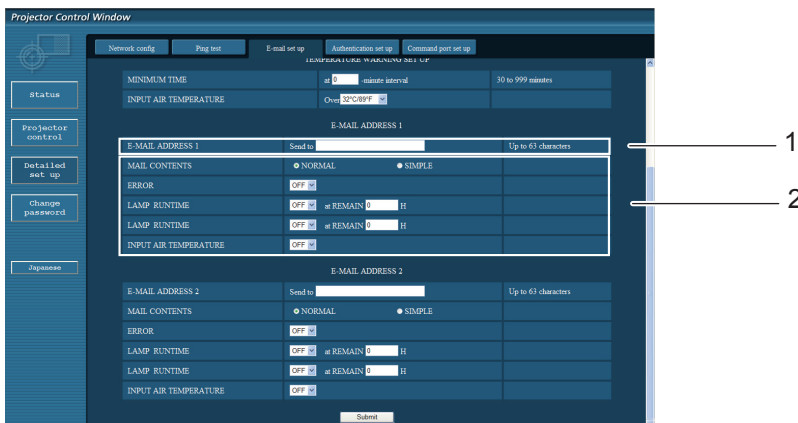 Projector Control Window
Network config Ping test E-mail set up Authentication set up Command port set up
TEMPERATURE WARNING SET UP
MINIMUM TIME at 0 -minute interval 30 to 999 minutes
INPUT AIR TEMPERATURE Over 32°C/89°F
E-MAIL ADDRESS 1
E-MAIL ADDRESS 1 Send to Up to 63 characters 1
MAIL CONTENTS NORMAL SIMPLE
ERROR OFF
LAMP RUNTIME OFF at REMAIN 0 H 2
LAMP RUNTIME OFF at REMAIN 0 H
INPUT AIR TEMPERATURE OFF
E-MAIL ADDRESS 2
E-MAIL ADDRESS 2 Send to Up to 63 characters
MAIL CONTENTS NORMAL SIMPLE
ERROR OFF
LAMP RUNTIME OFF at REMAIN 0 H
LAMP RUNTIME OFF at REMAIN 0 H
INPUT AIR TEMPERATURE OFF
Submit
Status
Projector
control
Detailed
set up
Change
password
Japanese